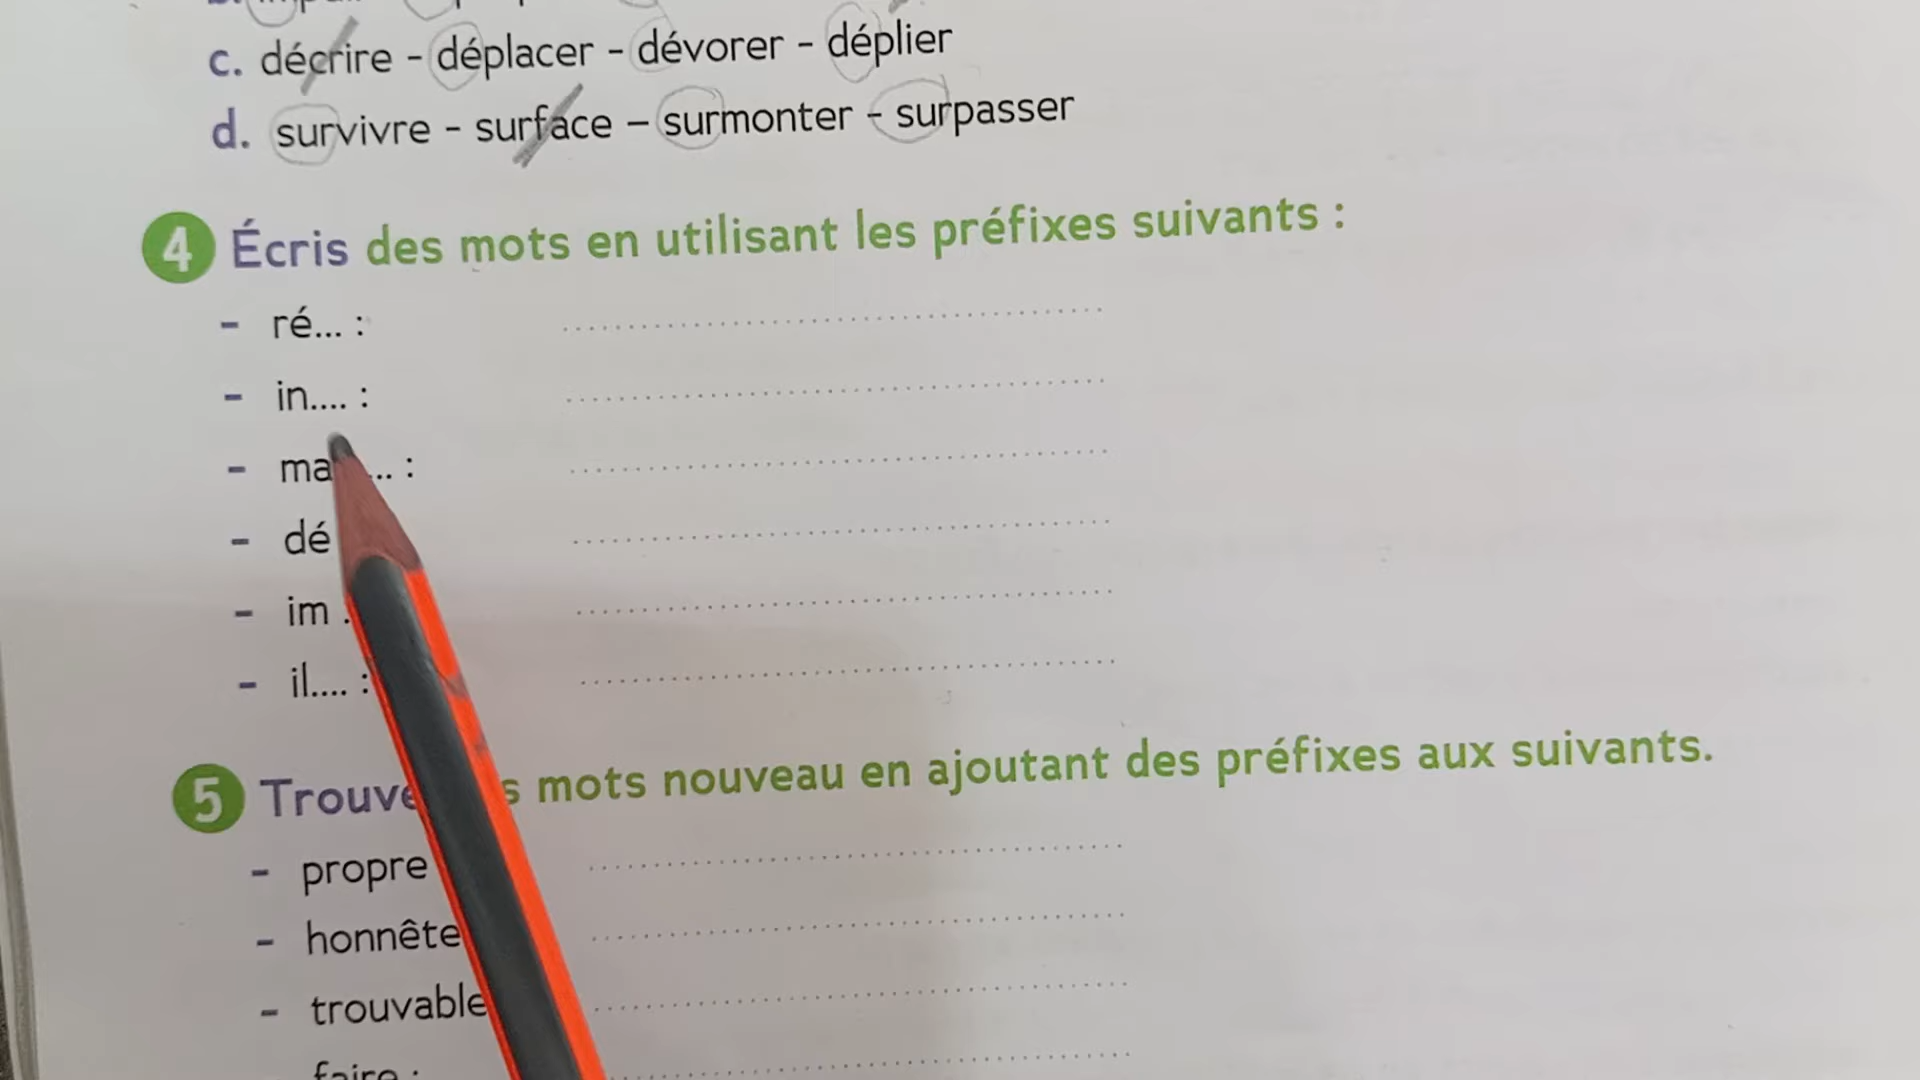 c. décrire - déplacer - dévorer - déplier
d. survivre - surface – surmonter - surpasser
4 Écris des mots en utilisant les préfixes suivants :
- ré... :
- in.... :
- ma ... :
- dé
- im .
- il.... :
5 Trouve s mots nouveau en ajoutant des préfixes aux suivants.
- propre
- honnête
- trouvable
faire :